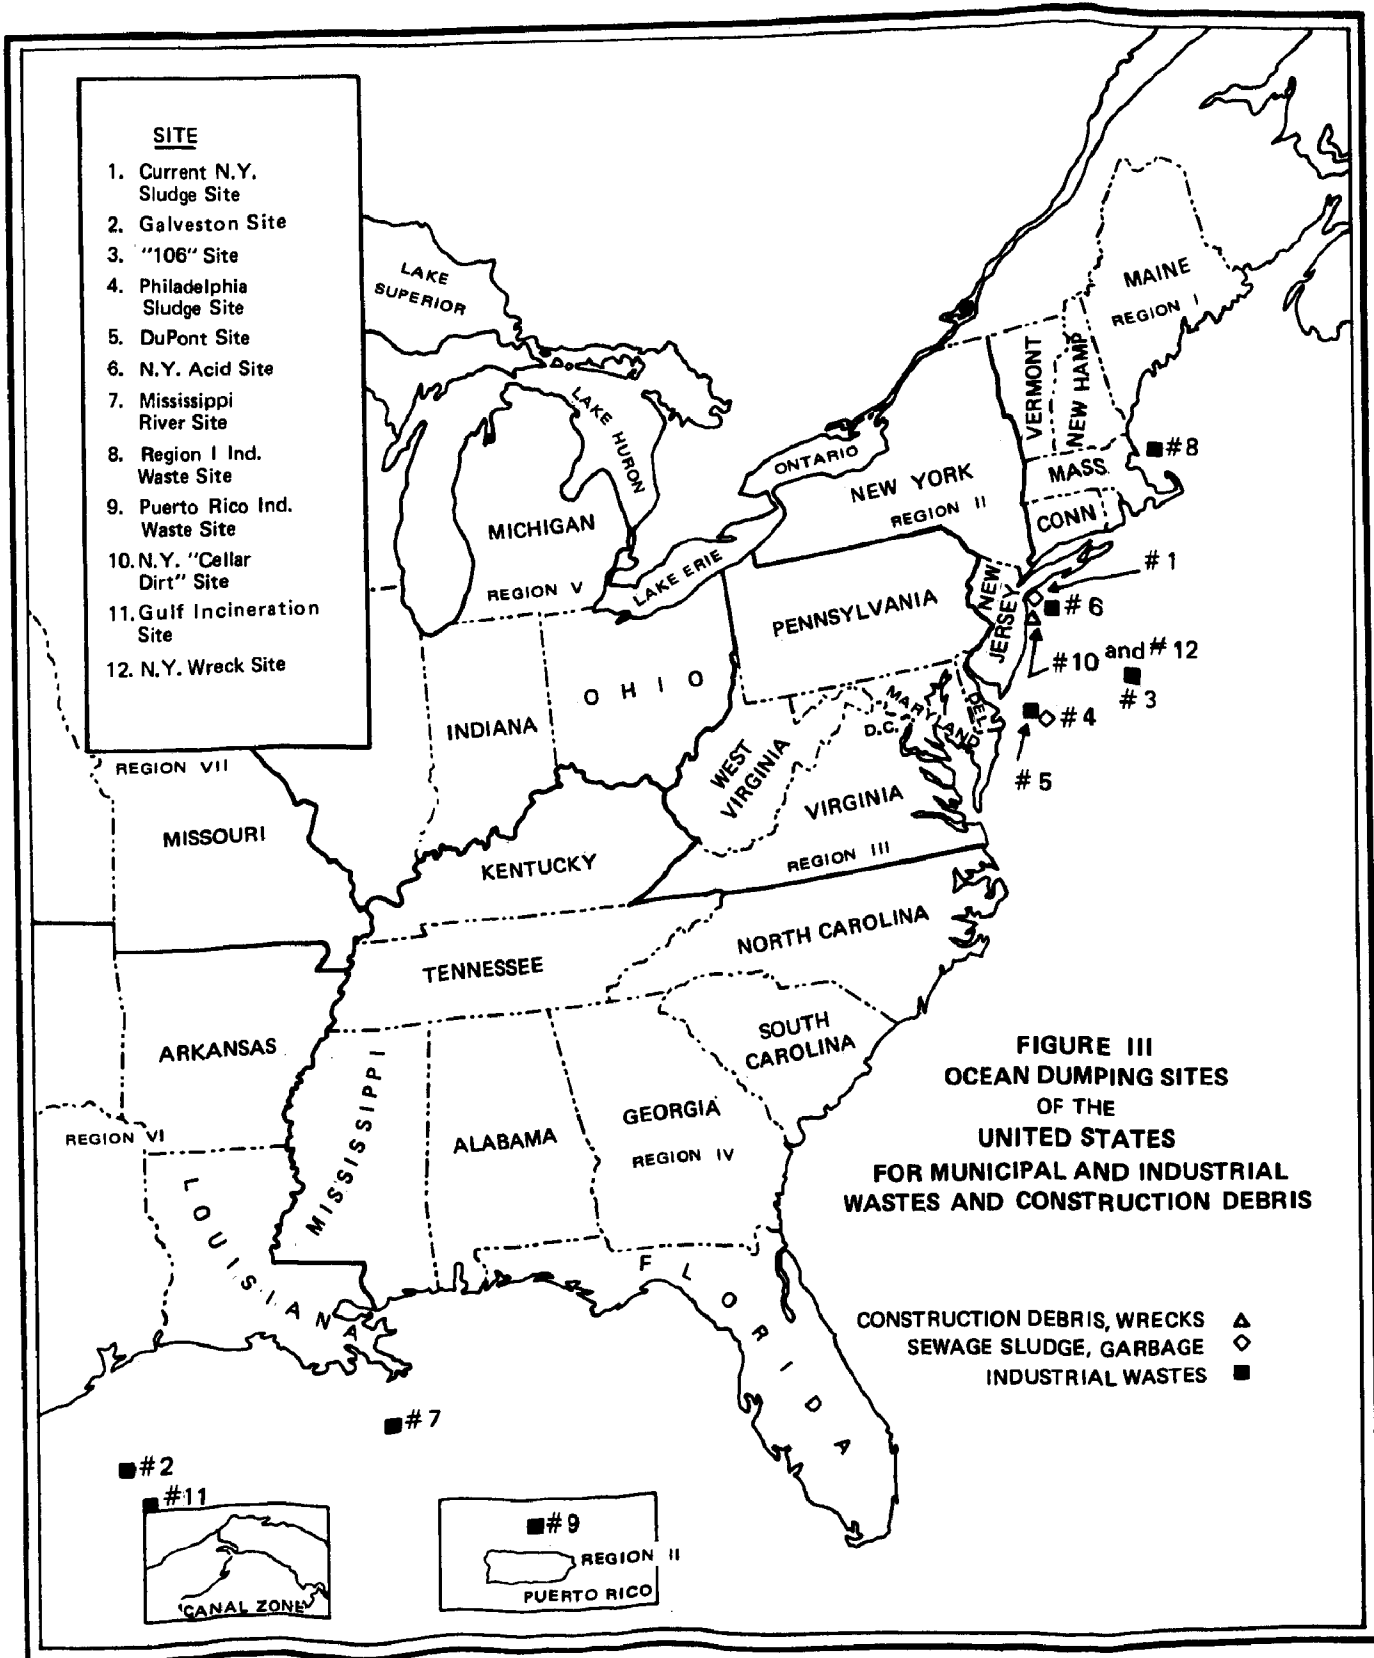 SITE
1. Current N.Y.
Sludge Site
2. Galveston Site
3. "106" Site
4. Philadelphia
Sludge Site
5. DuPont Site
6. N.Y. Acid Site
7. Mississippi
River Site
8. Region I Ind.
Waste Site
9. Puerto Rico Ind.
Waste Site
10. N.Y. "Cellar
Dirt" Site
11. Gulf Incineration
Site
12. N.Y. Wreck Site
LAKE
SUPERIOR
MAINE
REGION I
VERMONT
NEW HAMP
LAKE HURON
ONTARIO
#8
MASS.
NEW YORK
REGION II
CONN
MICHIGAN
REGION V
LAKE ERIE
#1
NEW
JERSEY
#6
PENNSYLVANIA
#10 and #12
#3
OHIO
INDIANA
MARYLAND
DEL.
D.C.
#4
#5
WEST
VIRGINIA
VIRGINIA
REGION III
REGION VII
MISSOURI
KENTUCKY
NORTH CAROLINA
TENNESSEE
SOUTH
CAROLINA
ARKANSAS
MISSISSIPPI
ALABAMA
GEORGIA
REGION IV
REGION VI
LOUISIANA
FLORIDA
FIGURE III
OCEAN DUMPING SITES
OF THE
UNITED STATES
FOR MUNICIPAL AND INDUSTRIAL
WASTES AND CONSTRUCTION DEBRIS
CONSTRUCTION DEBRIS, WRECKS
SEWAGE SLUDGE, GARBAGE
INDUSTRIAL WASTES
#7
#2
#11
CANAL ZONE
#9
REGION II
PUERTO RICO